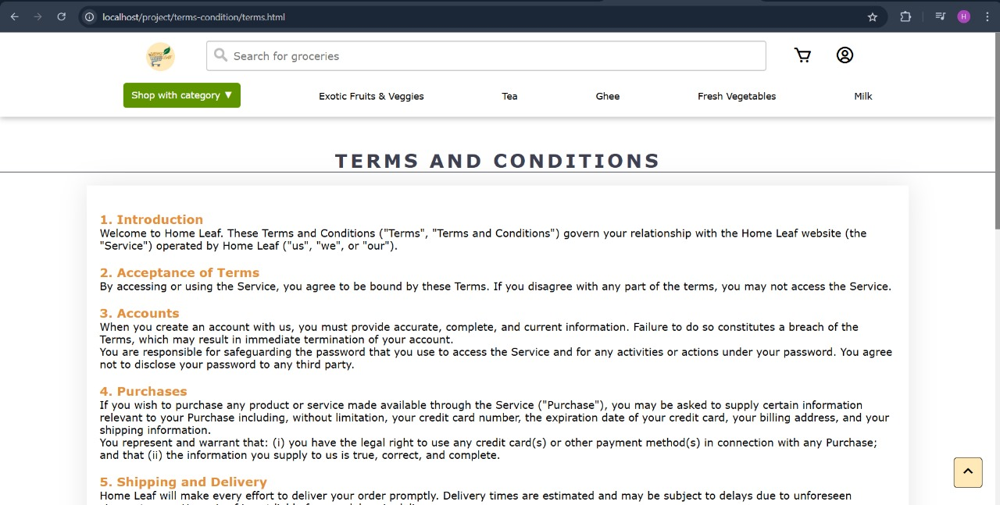 localhost/project/terms-condition/terms.html
H
Search for groceries
Shop with category ▼
Exotic Fruits & Veggies
Tea
Ghee
Fresh Vegetables
Milk
TERMS AND CONDITIONS
1. Introduction
Welcome to Home Leaf. These Terms and Conditions ("Terms", "Terms and Conditions") govern your relationship with the Home Leaf website (the
"Service") operated by Home Leaf ("us", "we", or "our").
2. Acceptance of Terms
By accessing or using the Service, you agree to be bound by these Terms. If you disagree with any part of the terms, you may not access the Service.
3. Accounts
When you create an account with us, you must provide accurate, complete, and current information. Failure to do so constitutes a breach of the
Terms, which may result in immediate termination of your account.
You are responsible for safeguarding the password that you use to access the Service and for any activities or actions under your password. You agree
not to disclose your password to any third party.
4. Purchases
If you wish to purchase any product or service made available through the Service ("Purchase"), you may be asked to supply certain information
relevant to your Purchase including, without limitation, your credit card number, the expiration date of your credit card, your billing address, and your
shipping information.
You represent and warrant that: (i) you have the legal right to use any credit card(s) or other payment method(s) in connection with any Purchase;
and that (ii) the information you supply to us is true, correct, and complete.
5. Shipping and Delivery
Home Leaf will make every effort to deliver your order promptly. Delivery times are estimated and may be subject to delays due to unforeseen